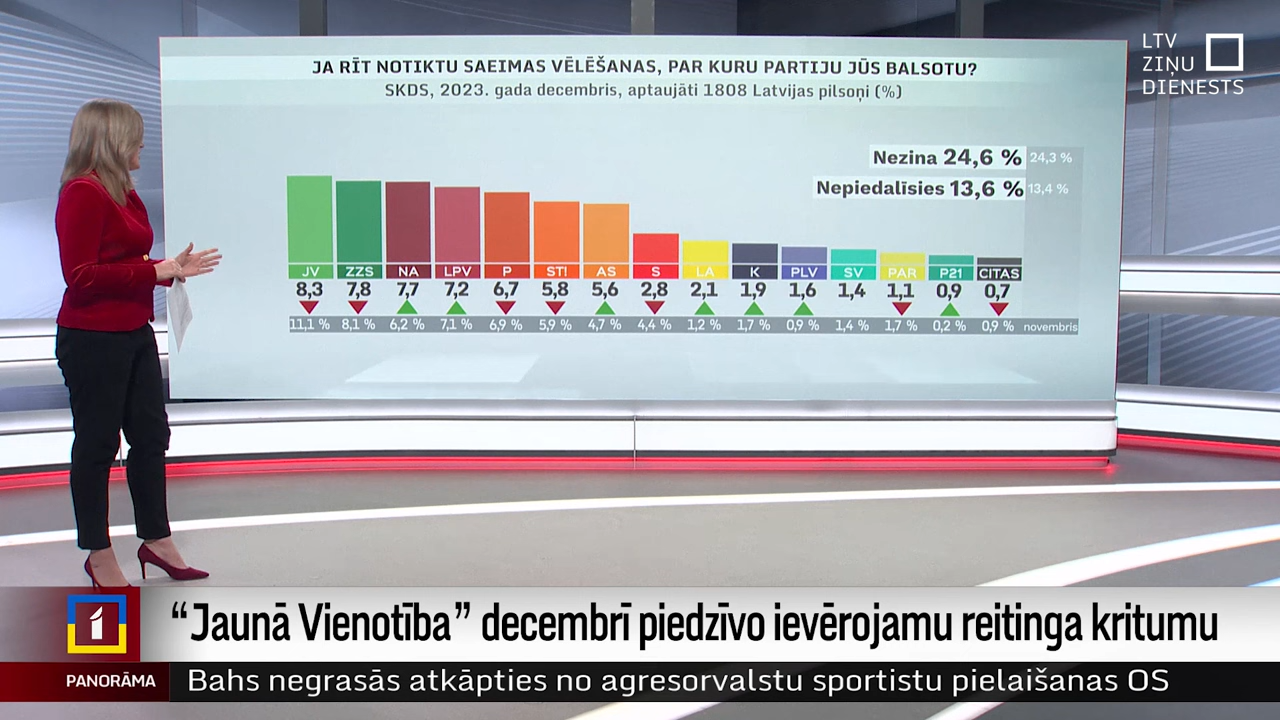 LTV
ZIŅU
DIENESTS
JA RĪT NOTIKTU SAEIMAS VĒLĒŠANAS, PAR KURU PARTIJU JŪS BALSOTU?
SKDS, 2023. gada decembris, aptaujāti 1808 Latvijas pilsoņi (%)
Nezina 24,6 % 24,3 %
Nepiedalīsies 13,6 % 13,4 %
JV ZZS NA LPV P ST! AS S LA K PLV SV PAR P21 CITAS
8,3 7,8 7,7 7,2 6,7 5,8 5,6 2,8 2,1 1,9 1,6 1,4 1,1 0,9 0,7
11,1 % 8,1 % 6,2 % 7,1 % 6,9 % 5,9 % 4,7 % 4,4 % 1,2 % 1,7 % 0,9 % 1,4 % 1,7 % 0,2 % 0,9 % novembris
1
“Jaunā Vienotība” decembrī piedzīvo ievērojamu reitinga kritumu
PANORĀMA
Bahs negrasās atkāpties no agresorvalstu sportistu pielaišanas OS